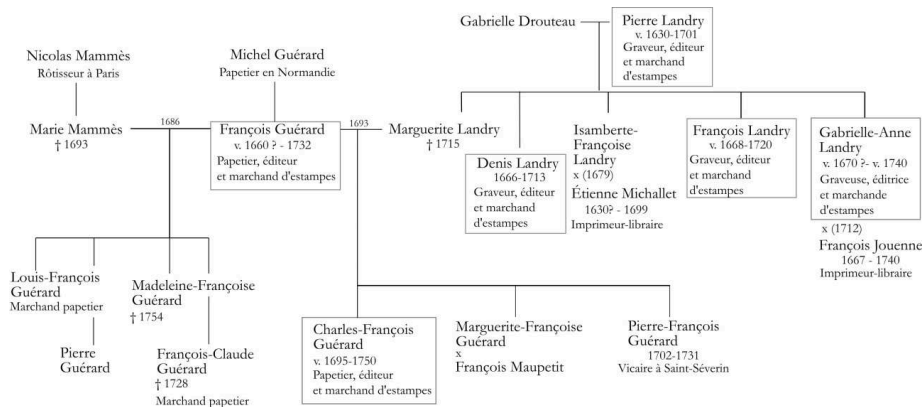 Gabrielle Drouteau
Pierre Landry
v. 1630-1701
Graveur, éditeur
et marchand
d'estampes
Nicolas Mammès
Rôtisseur à Paris
Michel Guérard
Papetier en Normandie
Marie Mammès
† 1693
1686
François Guérard
v. 1660 ? - 1732
Papetier, éditeur
et marchand d'estampes
1693
Marguerite Landry
† 1715
Denis Landry
1666-1713
Graveur, éditeur
et marchand
d'estampes
Isamberte-
Françoise
Landry
x (1679)
Étienne Michallet
1630? - 1699
Imprimeur-libraire
François Landry
v. 1668-1720
Graveur, éditeur
et marchand
d'estampes
Gabrielle-Anne
Landry
v. 1670 ?- v. 1740
Graveuse, éditrice
et marchande
d'estampes
x (1712)
François Jouenne
1667 - 1740
Imprimeur-libraire
Louis-François
Guérard
Marchand papetier
Pierre
Guérard
Madeleine-Françoise
Guérard
† 1754
François-Claude
Guérard
† 1728
Marchand papetier
Charles-François
Guérard
v. 1695-1750
Papetier, éditeur
et marchand d'estampes
Marguerite-Françoise
Guérard
x
François Maupetit
Pierre-François
Guérard
1702-1731
Vicaire à Saint-Séverin